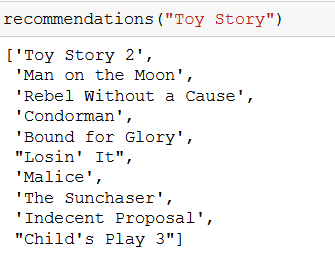 recommendations("Toy Story")
['Toy Story 2',
'Man on the Moon',
'Rebel Without a Cause',
'Condorman',
'Bound for Glory',
"Losin' It",
'Malice',
'The Sunchaser',
'Indecent Proposal',
"Child's Play 3"]